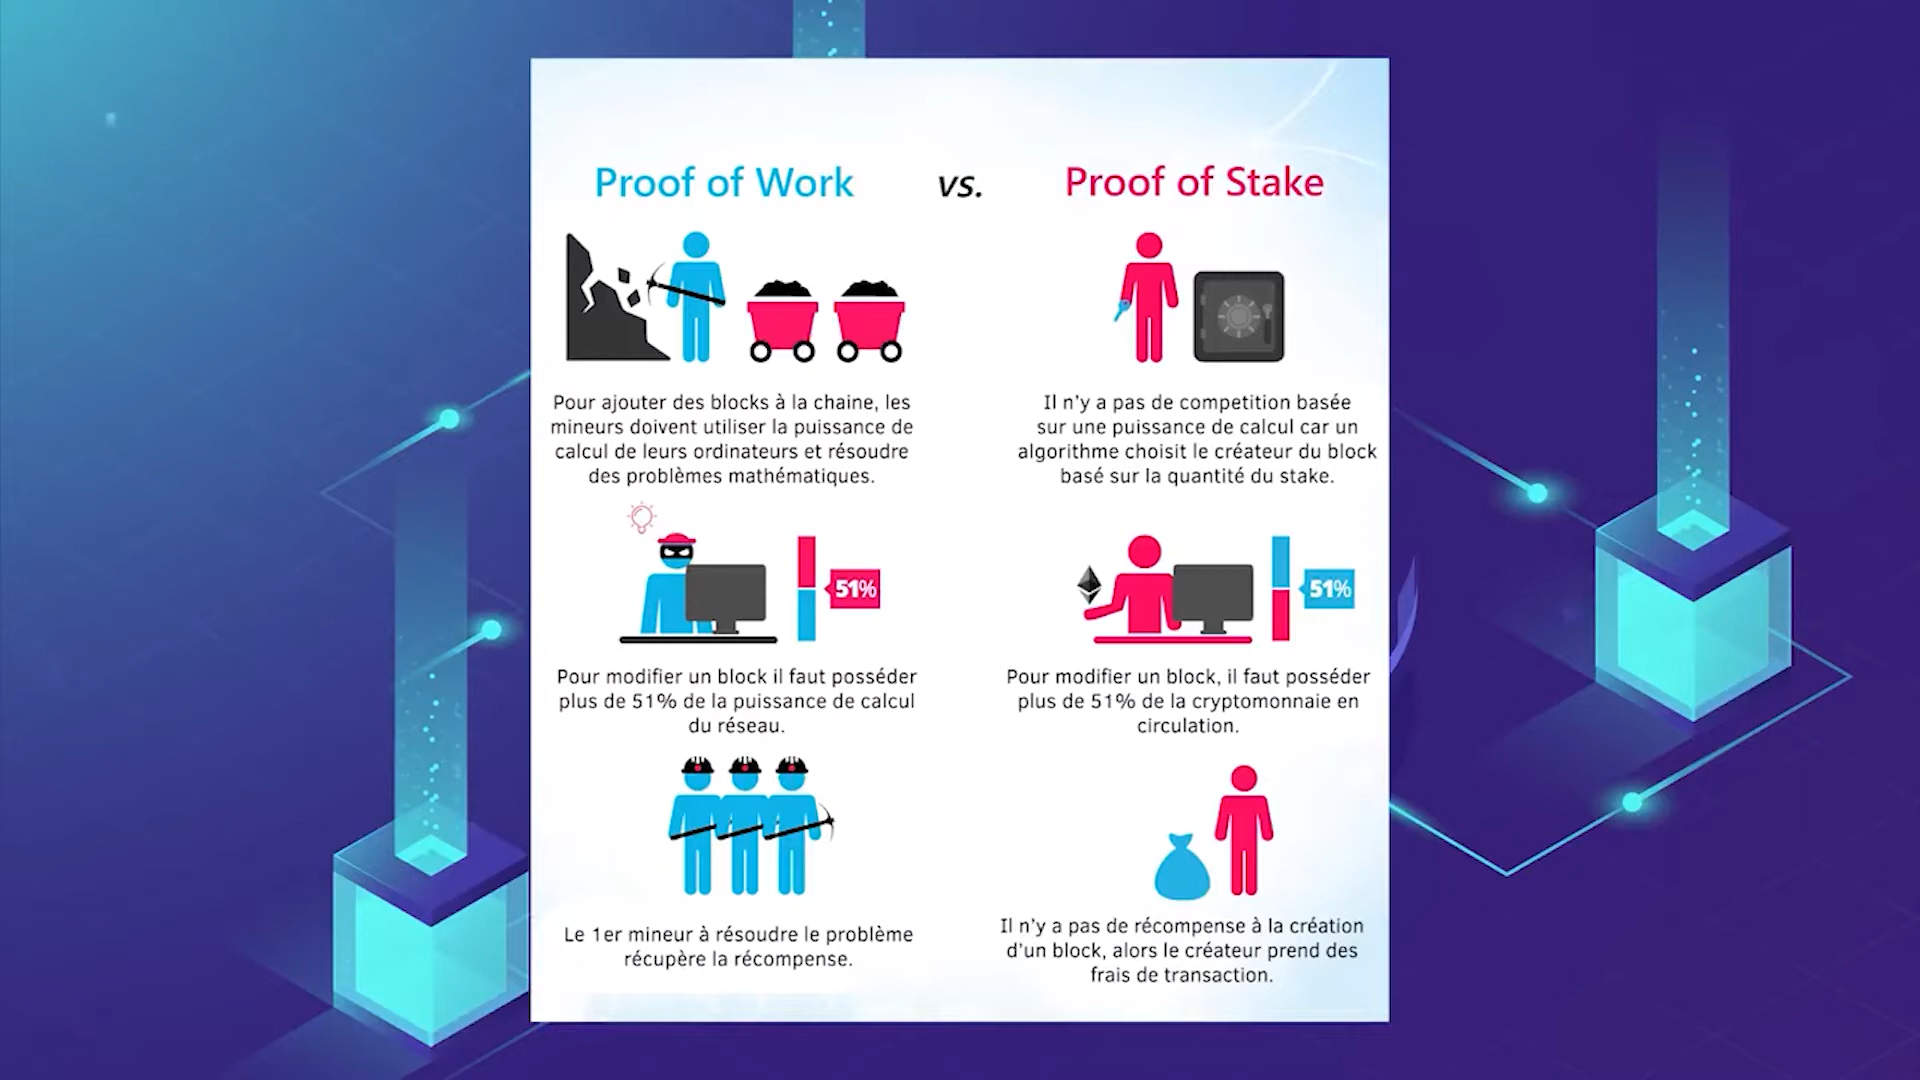 Proof of Work vs. Proof of Stake
Pour ajouter des blocks à la chaine, les
mineurs doivent utiliser la puissance de
calcul de leurs ordinateurs et résoudre
des problèmes mathématiques.
Il n'y a pas de competition basée
sur une puissance de calcul car un
algorithme choisit le créateur du block
basé sur la quantité du stake.
51%
51%
Pour modifier un block il faut posséder
plus de 51% de la puissance de calcul
du réseau.
Pour modifier un block, il faut posséder
plus de 51% de la cryptomonnaie en
circulation.
Le 1er mineur à résoudre le problème
récupère la récompense.
Il n'y a pas de récompense à la création
d'un block, alors le créateur prend des
frais de transaction.